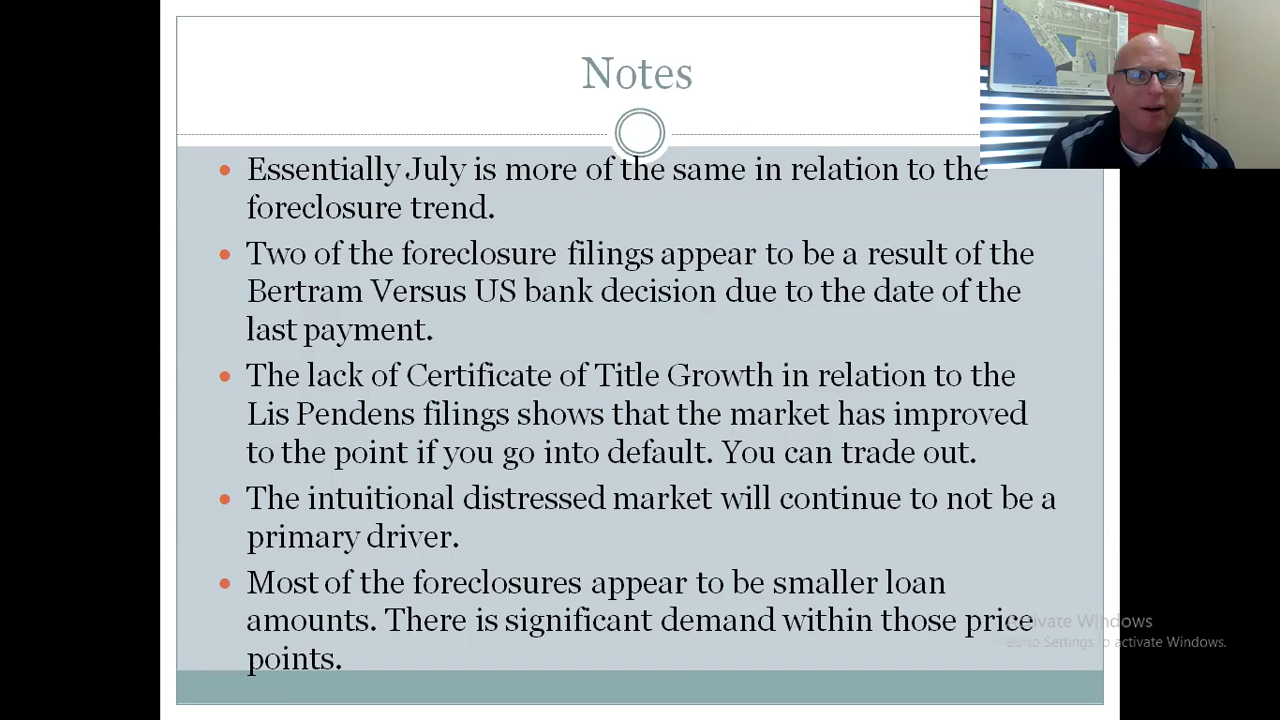 Notes
Essentially July is more of the same in relation to the
foreclosure trend.
Two of the foreclosure filings appear to be a result of the
Bertram Versus US bank decision due to the date of the
last payment.
The lack of Certificate of Title Growth in relation to the
Lis Pendens filings shows that the market has improved
to the point if you go into default. You can trade out.
The intuitional distressed market will continue to not be a
primary driver.
Most of the foreclosures appear to be smaller loan
amounts. There is significant demand within those price
points.
Activate Windows
Go to Settings to activate Windows.